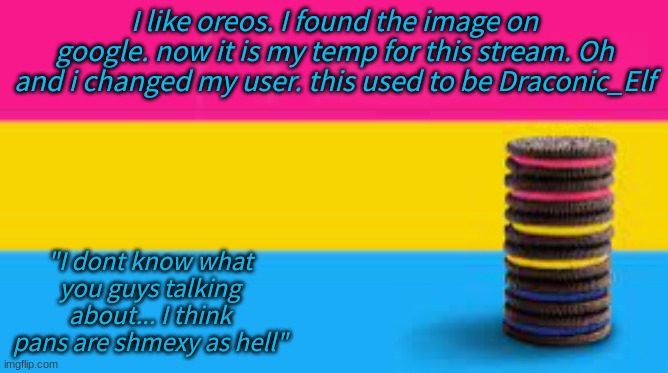 I like oreos. I found the image on
google. now it is my temp for this stream. Oh
and i changed my user. this used to be Draconic_Elf
"I dont know what
you guys talking
about... I think
pans are shmexy as hell"
imgflip.com